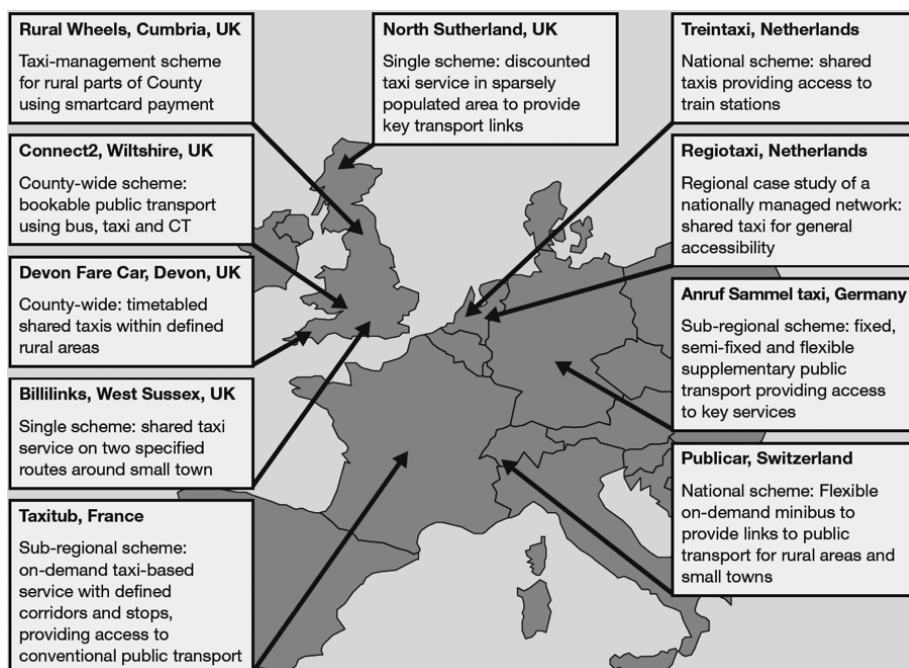 Rural Wheels, Cumbria, UK
Taxi-management scheme
for rural parts of County
using smartcard payment
Connect2, Wiltshire, UK
County-wide scheme:
bookable public transport
using bus, taxi and CT
Devon Fare Car, Devon, UK
County-wide: timetabled
shared taxis within defined
rural areas
Billilinks, West Sussex, UK
Single scheme: shared taxi
service on two specified
routes around small town
Taxitub, France
Sub-regional scheme:
on-demand taxi-based
service with defined
corridors and stops,
providing access to
conventional public transport
North Sutherland, UK
Single scheme: discounted
taxi service in sparsely
populated area to provide
key transport links
Treintaxi, Netherlands
National scheme: shared
taxis providing access to
train stations
Regiotaxi, Netherlands
Regional case study of a
nationally managed network:
shared taxi for general
accessibility
Anruf Sammel taxi, Germany
Sub-regional scheme: fixed,
semi-fixed and flexible
supplementary public
transport providing access
to key services
Publicar, Switzerland
National scheme: Flexible
on-demand minibus to
provide links to public
transport for rural areas and
small towns